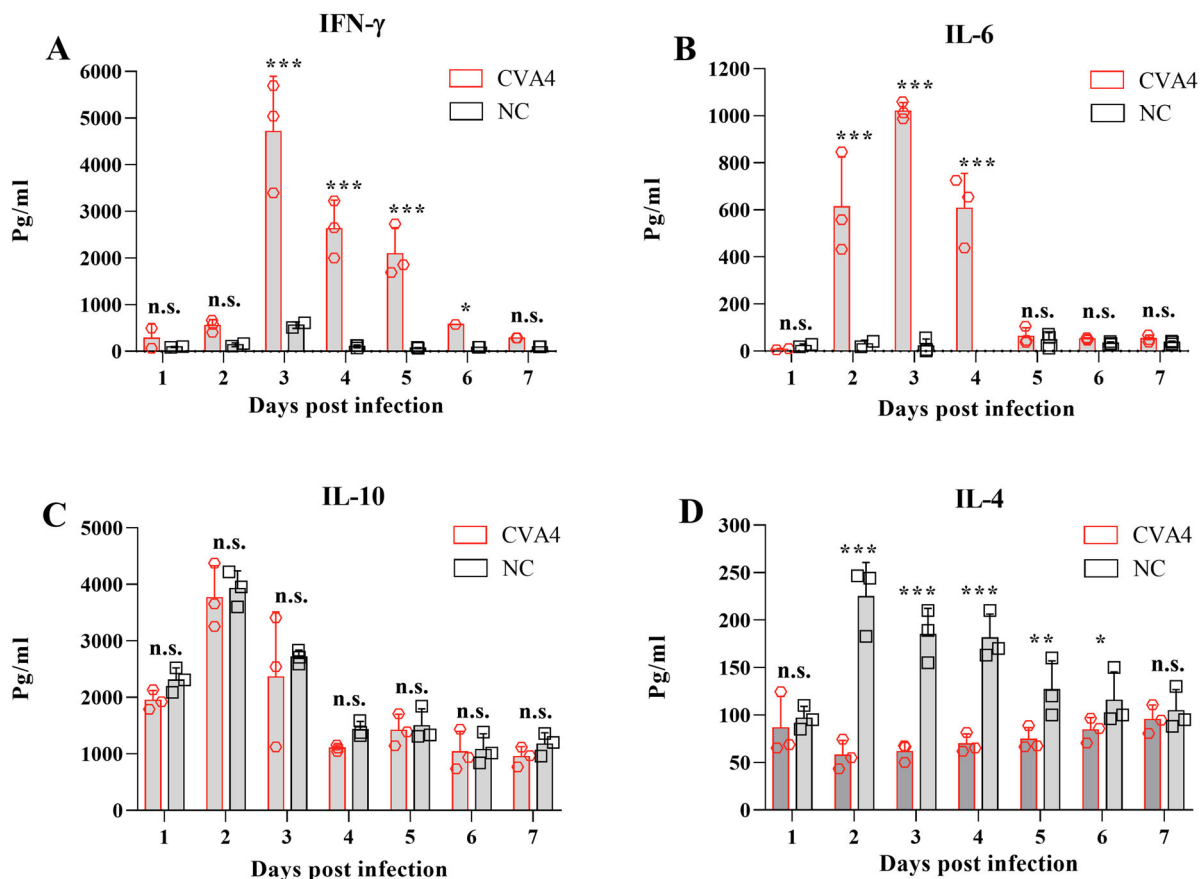 A
IFN-γ
CVA4
NC
Pg/ml
6000
5000
4000
3000
2000
1000
0
n.s.
n.s.
***
***
***
*
n.s.
1 2 3 4 5 6 7
Days post infection
B
IL-6
CVA4
NC
Pg/ml
1200
1000
800
600
400
200
0
n.s.
***
***
***
n.s.
n.s.
n.s.
1 2 3 4 5 6 7
Days post infection
C
IL-10
CVA4
NC
Pg/ml
5000
4000
3000
2000
1000
0
n.s.
n.s.
n.s.
n.s.
n.s.
n.s.
n.s.
1 2 3 4 5 6 7
Days post infection
D
IL-4
CVA4
NC
Pg/ml
300
250
200
150
100
50
0
n.s.
***
***
***
**
*
n.s.
1 2 3 4 5 6 7
Days post infection